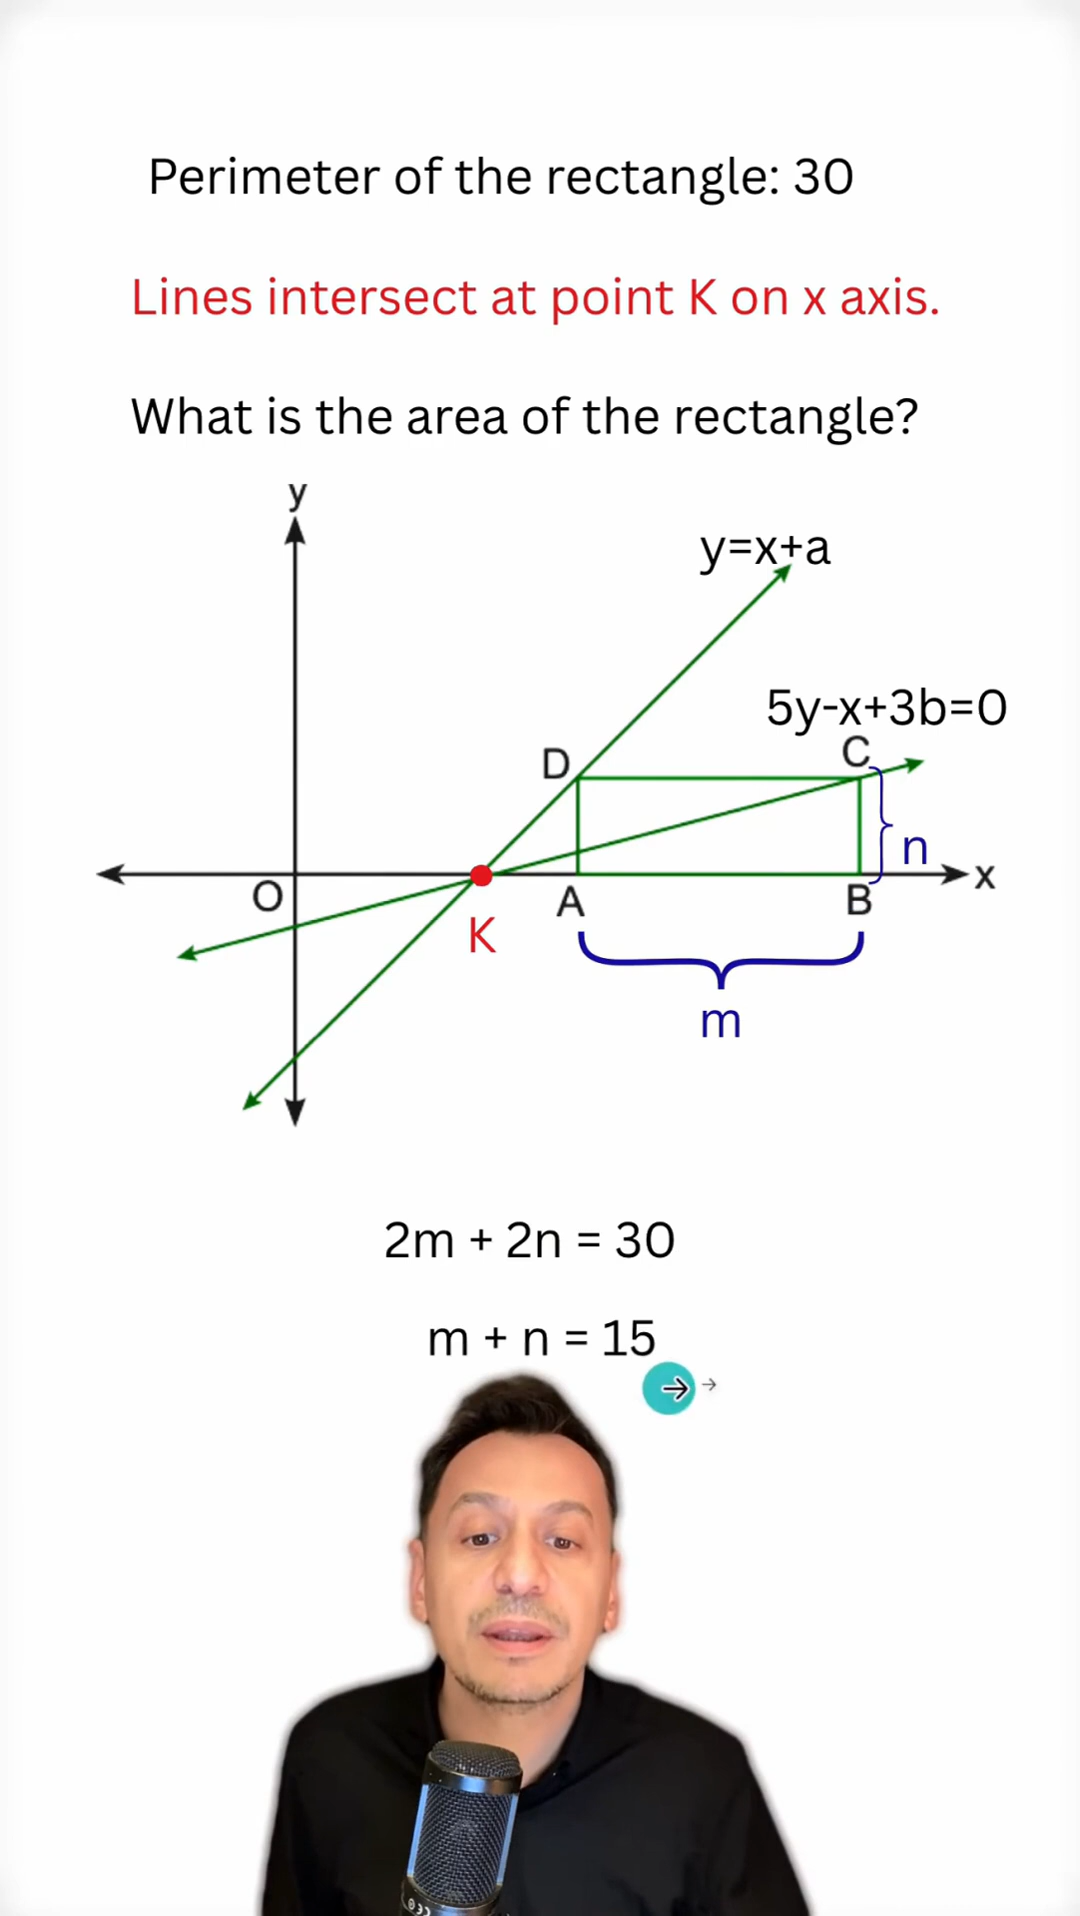 Perimeter of the rectangle: 30
Lines intersect at point K on x axis.
What is the area of the rectangle?
y
y=x+a
5y-x+3b=0
D
C
n
x
O
A
B
K
m
2m + 2n = 30
m + n = 15
→ →